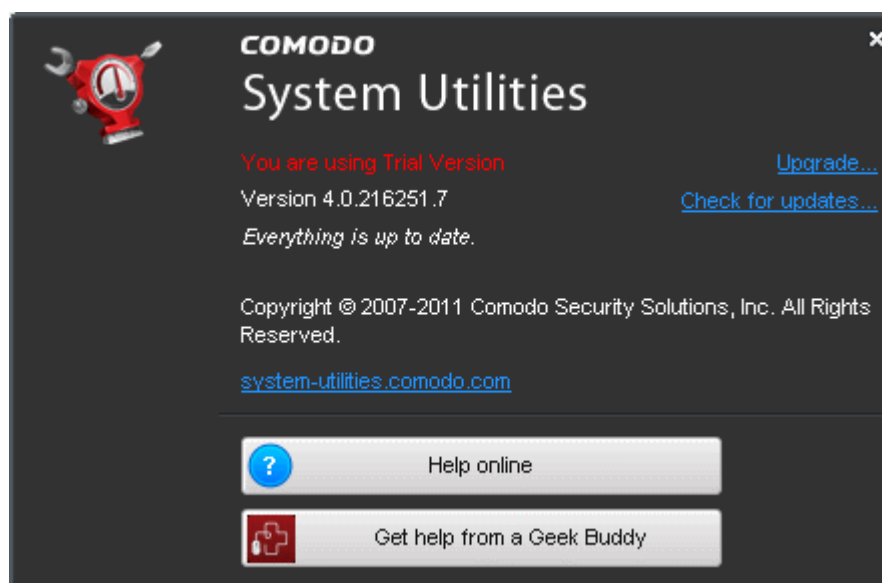 COMODO
System Utilities
You are using Trial Version
Upgrade...
Version 4.0.216251.7
Check for updates...
Everything is up to date.
Copyright © 2007-2011 Comodo Security Solutions, Inc. All Rights
Reserved.
system-utilities.comodo.com
? Help online
Get help from a Geek Buddy